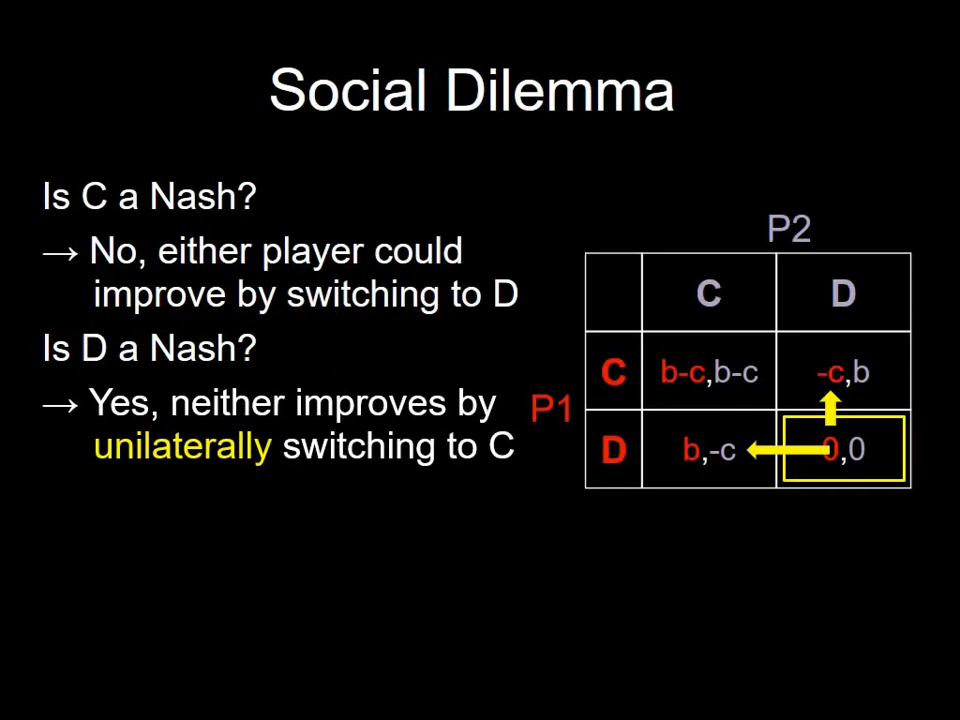 Social Dilemma
Is C a Nash?
→ No, either player could
improve by switching to D
Is D a Nash?
→ Yes, neither improves by
unilaterally switching to C
P2
C D
P1
C b-c,b-c -c,b
D b,-c 0,0